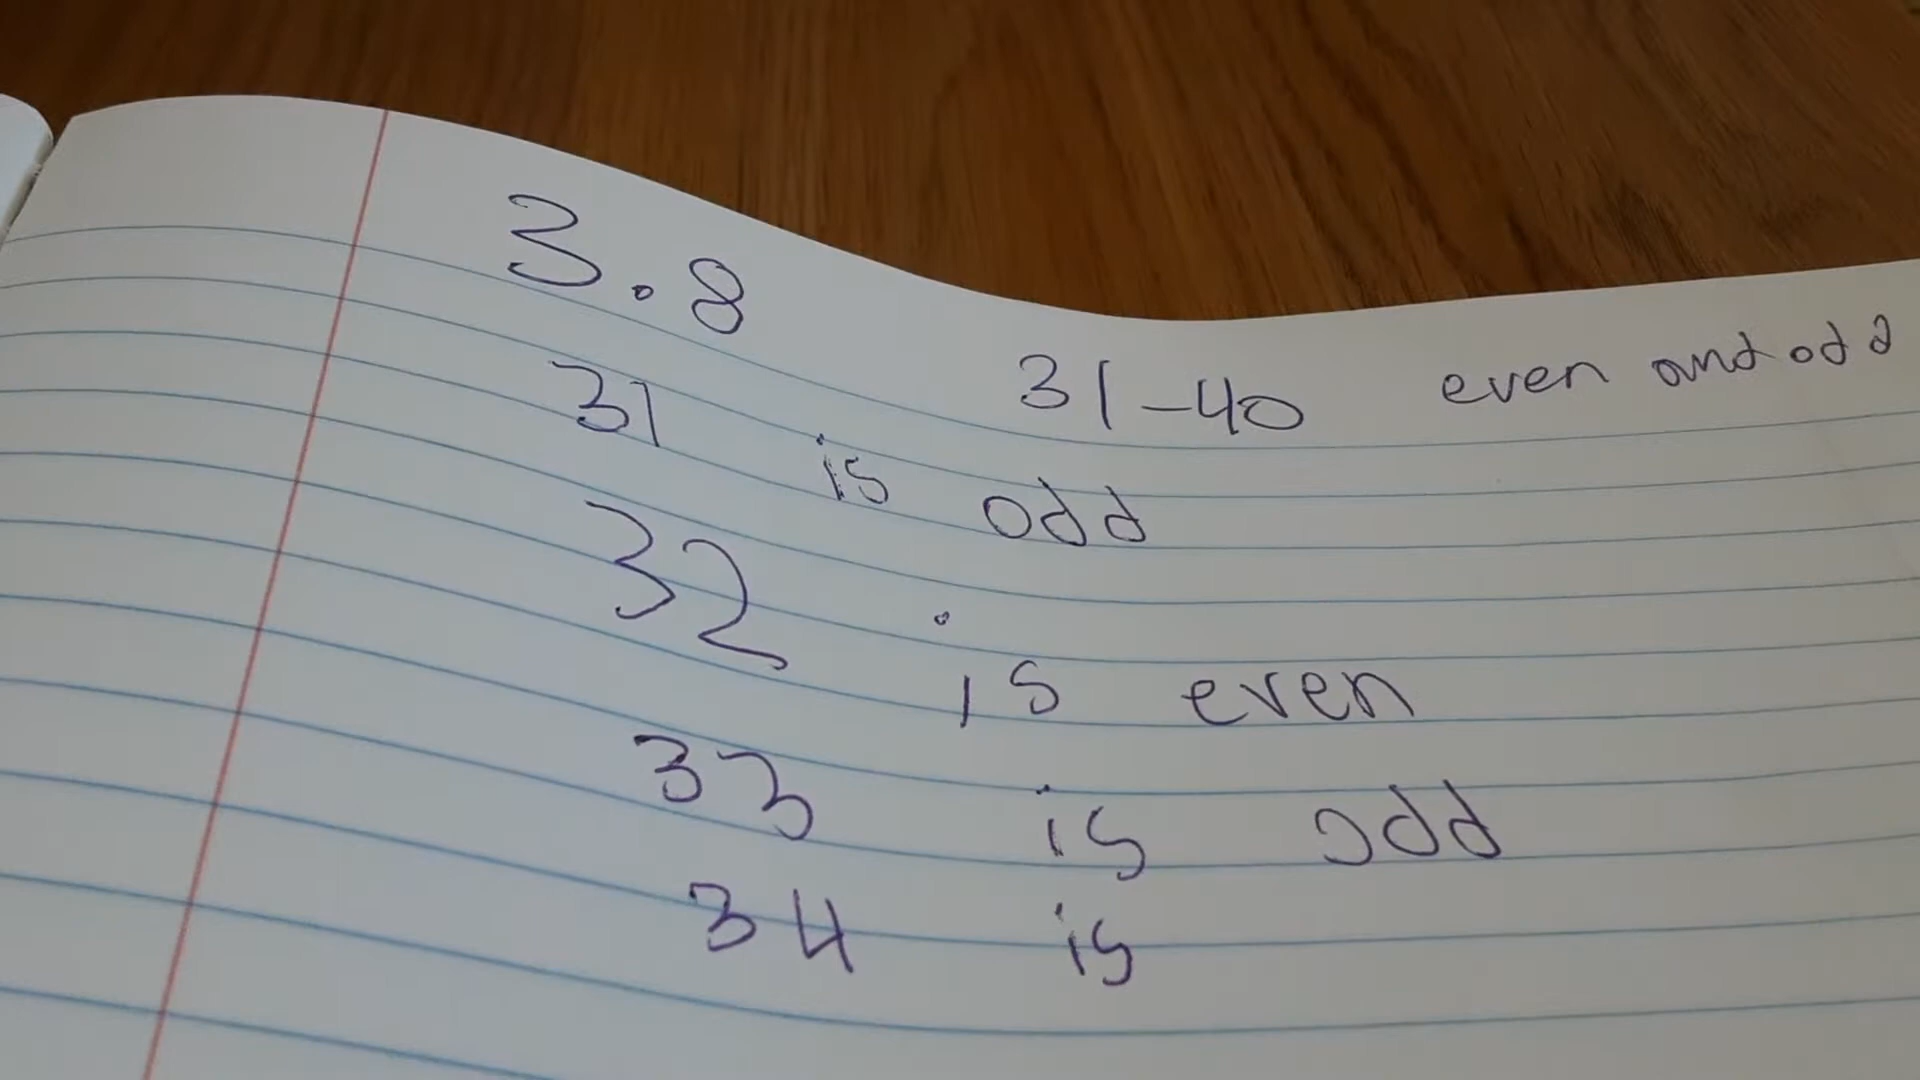 3.8
31-40 even and odd
31 is odd
32 is even
33 is odd
34 is